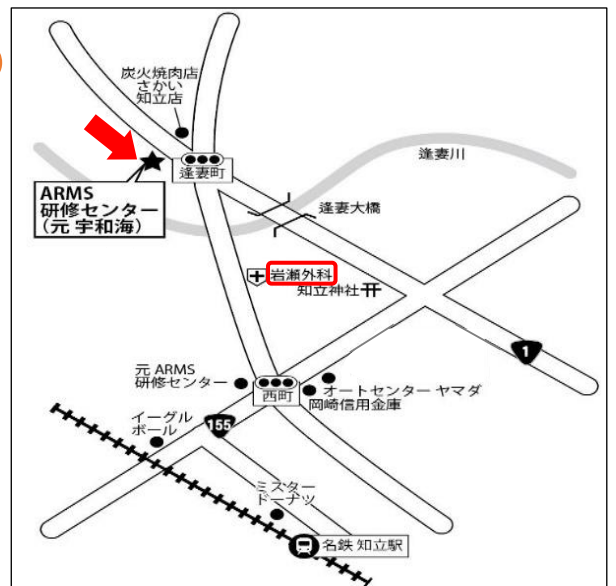 炭火焼肉店
さかい
知立店
逢妻町
逢妻川
ARMS
研修センター
(元 宇和海)
逢妻大橋
岩瀬外科
知立神社
1
元 ARMS
研修センター
西町
オートセンター ヤマダ
岡崎信用金庫
イーグル
ボール
155
ミスター
ドーナツ
名鉄 知立駅